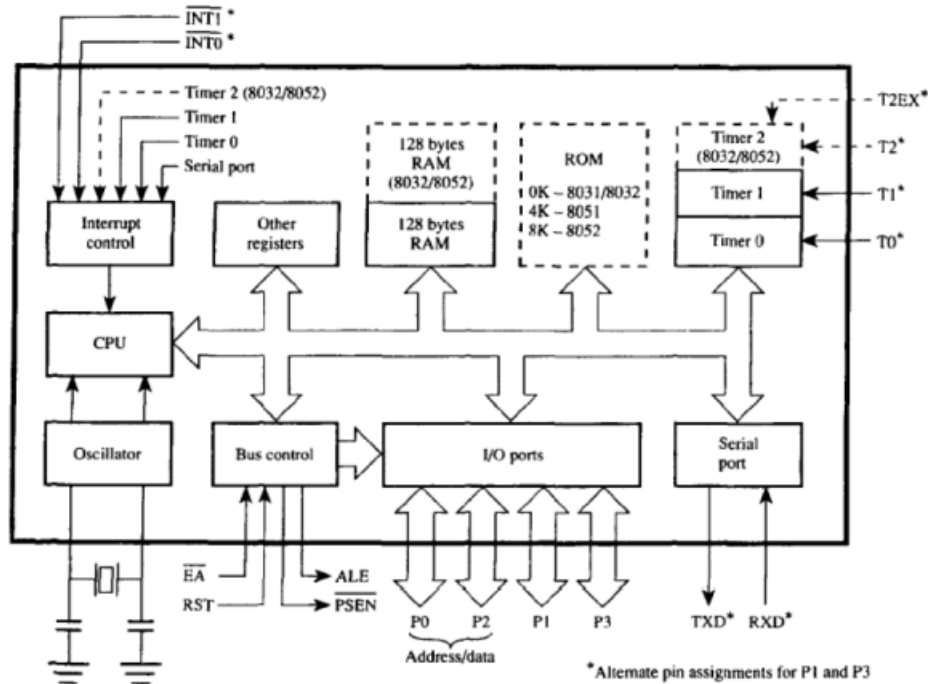 INT1*
INT0*
Timer 2 (8032/8052)
Timer 1
Timer 0
Serial port
T2EX*
T2*
T1*
T0*
Interrupt
control
Other
registers
128 bytes
RAM
(8032/8052)
128 bytes
RAM
ROM
0K – 8031/8032
4K – 8051
8K – 8052
Timer 2
(8032/8052)
Timer 1
Timer 0
CPU
Oscillator
Bus control
I/O ports
Serial
port
EA
RST
ALE
PSEN
P0 P2 P1 P3
Address/data
TXD* RXD*
*Alternate pin assignments for P1 and P3